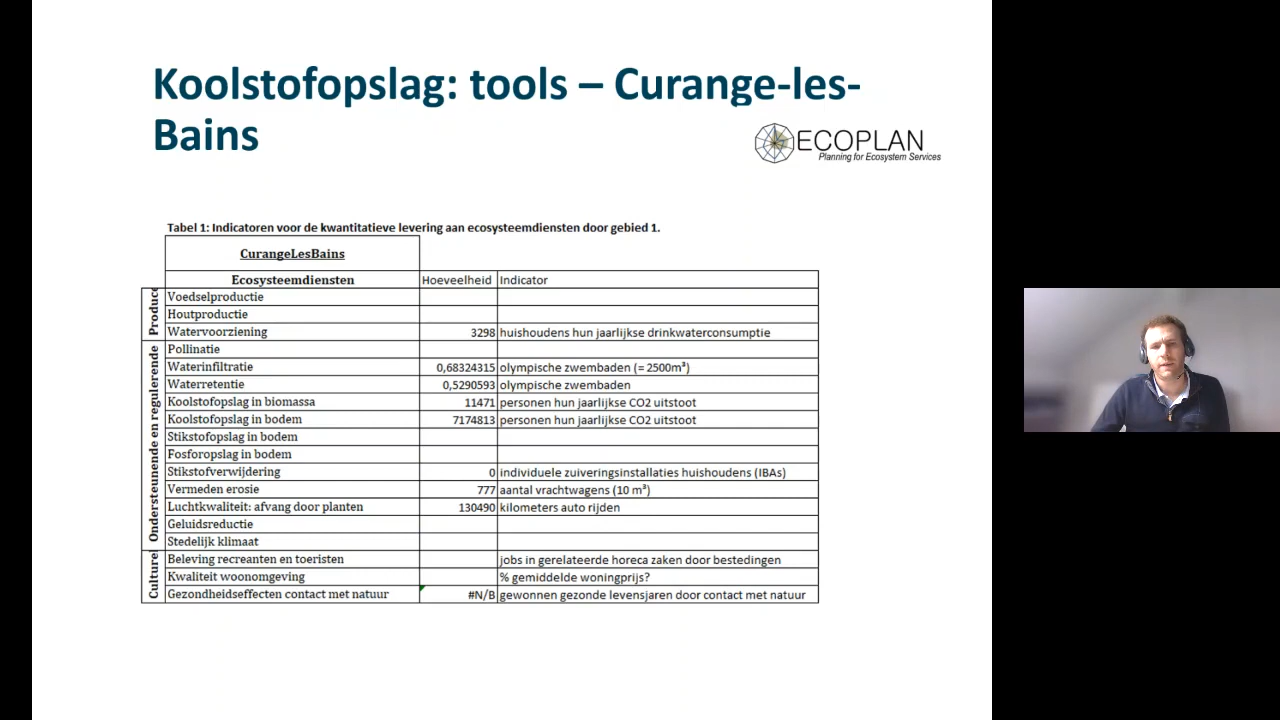 Koolstofopslag: tools – Curange-les-
Bains
ECOPLAN
Planning for Ecosystem Services
Tabel 1: Indicatoren voor de kwantitatieve levering aan ecosysteemdiensten door gebied 1.
CurangeLesBains
Ecosysteemdiensten Hoeveelheid Indicator
Produce
Voedselproductie
Houtproductie
Watervoorziening 3298 huishoudens hun jaarlijkse drinkwaterconsumptie
Ondersteunende en regulerende
Pollinatie
Waterinfiltratie 0,68324315 olympische zwembaden (= 2500m³)
Waterretentie 0,5290593 olympische zwembaden
Koolstofopslag in biomassa 11471 personen hun jaarlijkse CO2 uitstoot
Koolstofopslag in bodem 7174813 personen hun jaarlijkse CO2 uitstoot
Stikstofopslag in bodem
Fosforopslag in bodem
Stikstofverwijdering 0 individuele zuiveringsinstallaties huishoudens (IBAs)
Vermeden erosie 777 aantal vrachtwagens (10 m³)
Luchtkwaliteit: afvang door planten 130490 kilometers auto rijden
Geluidsreductie
Stedelijk klimaat
Culture
Beleving recreanten en toeristen jobs in gerelateerde horeca zaken door bestedingen
Kwaliteit woonomgeving % gemiddelde woningprijs?
Gezondheidseffecten contact met natuur #N/B gewonnen gezonde levensjaren door contact met natuur